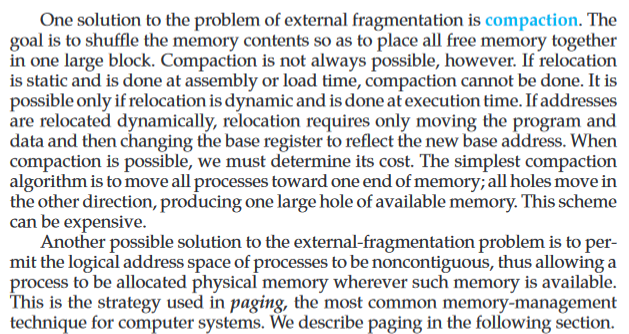 One solution to the problem of external fragmentation is compaction. The
goal is to shuffle the memory contents so as to place all free memory together
in one large block. Compaction is not always possible, however. If relocation
is static and is done at assembly or load time, compaction cannot be done. It is
possible only if relocation is dynamic and is done at execution time. If addresses
are relocated dynamically, relocation requires only moving the program and
data and then changing the base register to reflect the new base address. When
compaction is possible, we must determine its cost. The simplest compaction
algorithm is to move all processes toward one end of memory; all holes move in
the other direction, producing one large hole of available memory. This scheme
can be expensive.
Another possible solution to the external-fragmentation problem is to per-
mit the logical address space of processes to be noncontiguous, thus allowing a
process to be allocated physical memory wherever such memory is available.
This is the strategy used in paging, the most common memory-management
technique for computer systems. We describe paging in the following section.